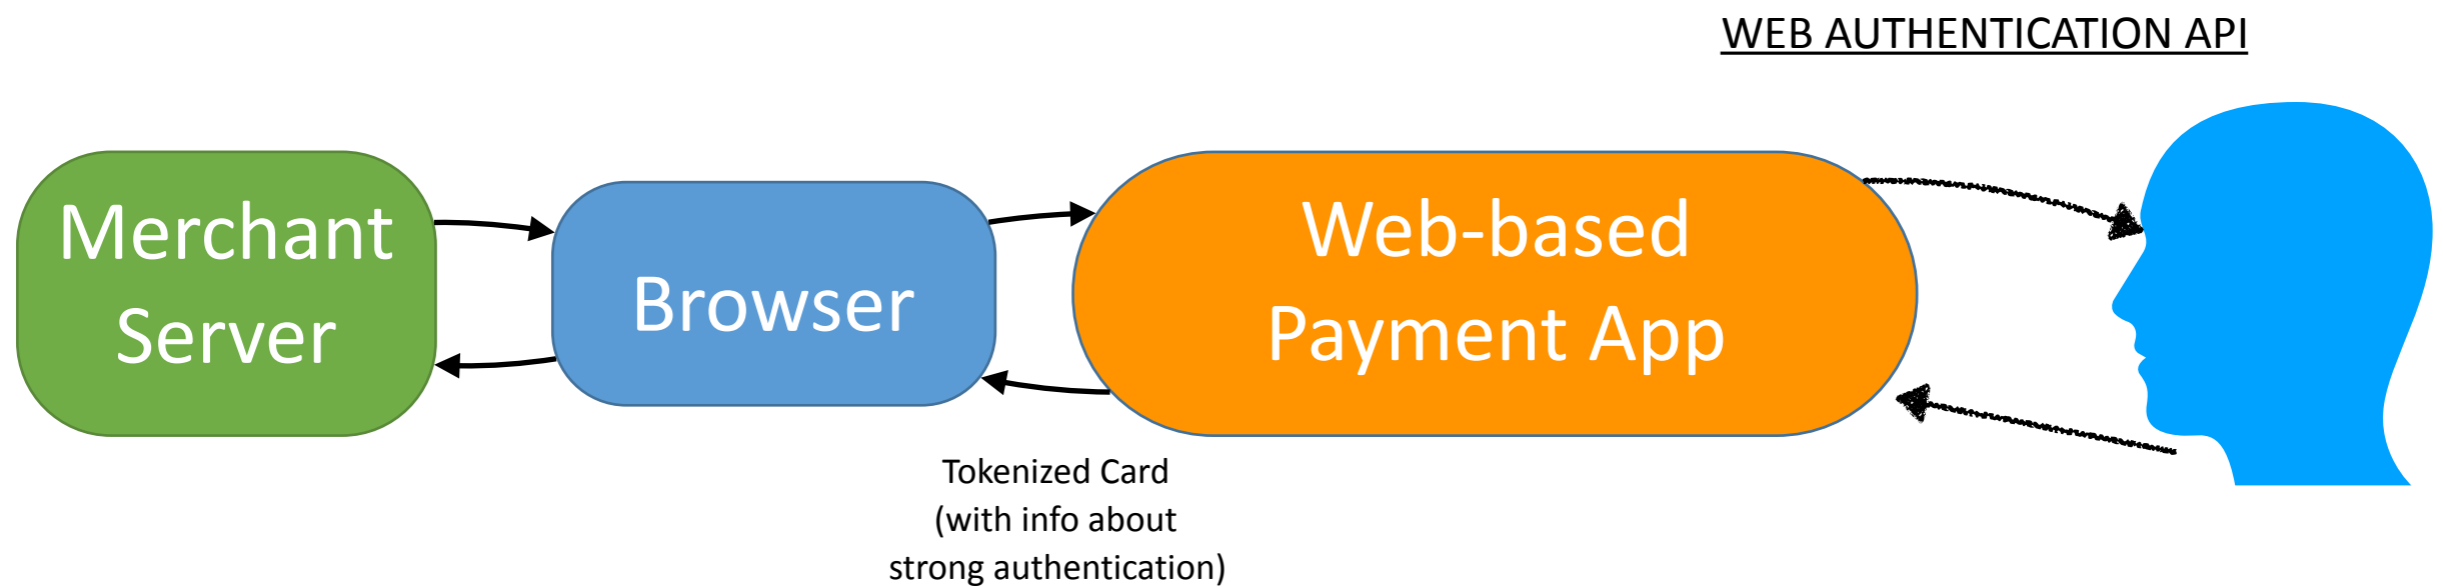 WEB AUTHENTICATION API
Merchant
Server
Browser
Web-based
Payment App
Tokenized Card
(with info about
strong authentication)